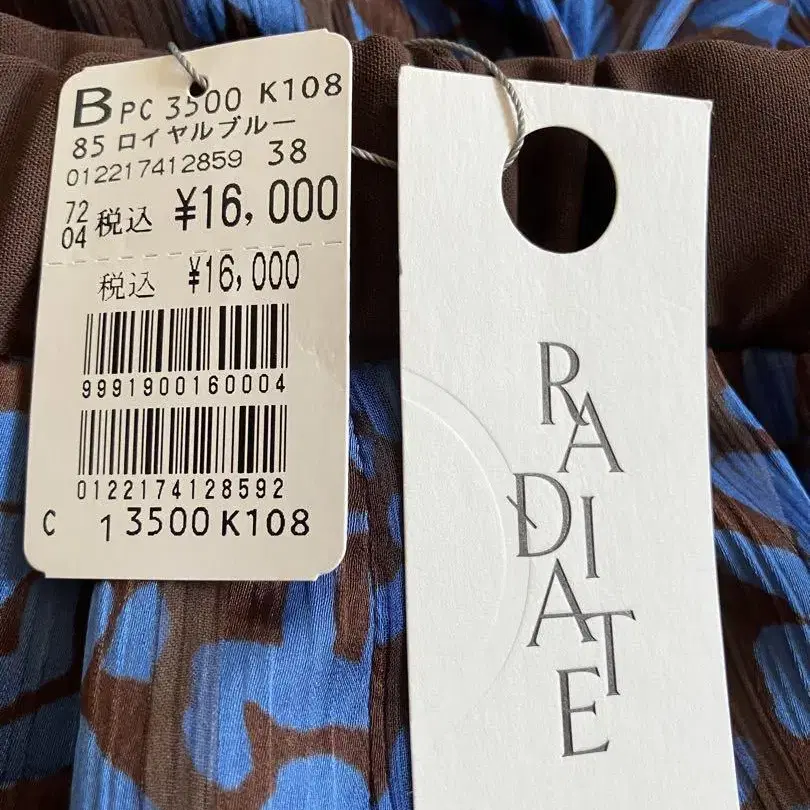 B PC 3500 K108
85 ロイヤルブルー
012217412859 38
72
04 税込 ¥16,000
税込 ¥16,000
9991900160004
0122174128592
C 1 3500 K108
RADIATE